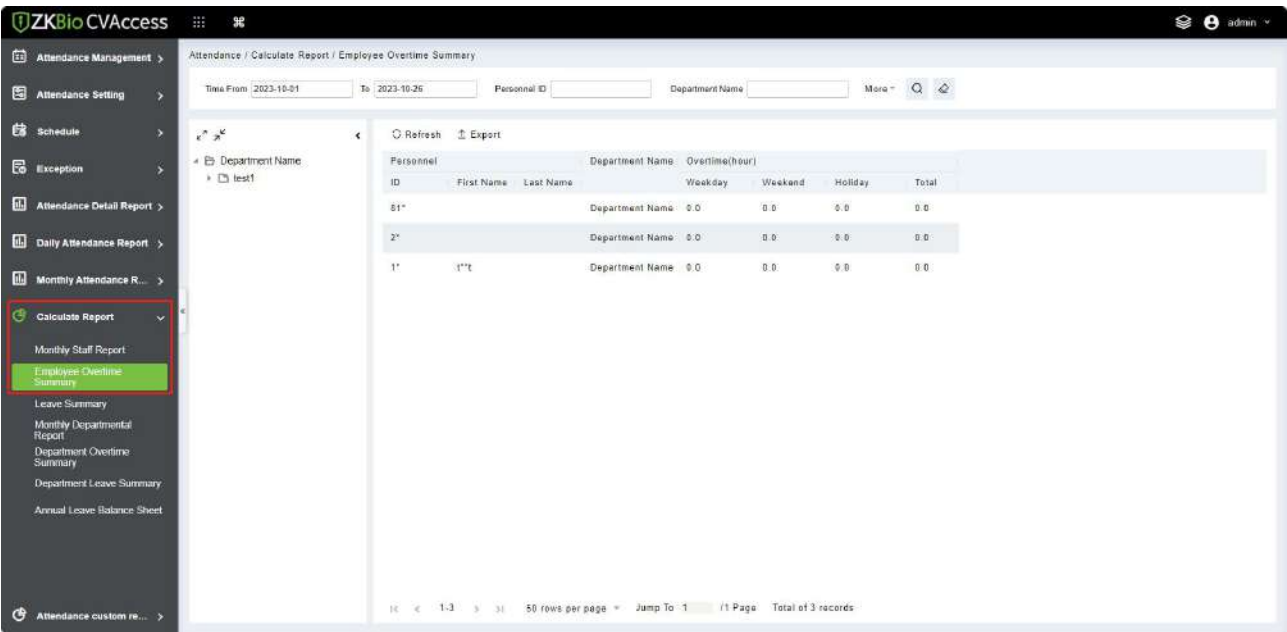 ZKBio CVAccess
admin
Attendance Management
Attendance Setting
Schedule
Exception
Attendance Detail Report
Daily Attendance Report
Monthly Attendance R...
Calculate Report
Monthly Staff Report
Employee Overtime
Summary
Leave Summary
Monthly Departmental
Report
Department Overtime
Summary
Department Leave Summary
Annual Leave Balance Sheet
Attendance custom re...
Attendance / Calculate Report / Employee Overtime Summary
Time From 2023-10-01 To 2023-10-26 Personnel ID Department Name More
Department Name
test1
Refresh Export
Personnel Department Name Overtime(hour)
ID First Name Last Name Weekday Weekend Holiday Total
81* Department Name 0.0 0.0 0.0 0.0
2* Department Name 0.0 0.0 0.0 0.0
1* t**t Department Name 0.0 0.0 0.0 0.0
1-3 50 rows per page Jump To 1 /1 Page Total of 3 records